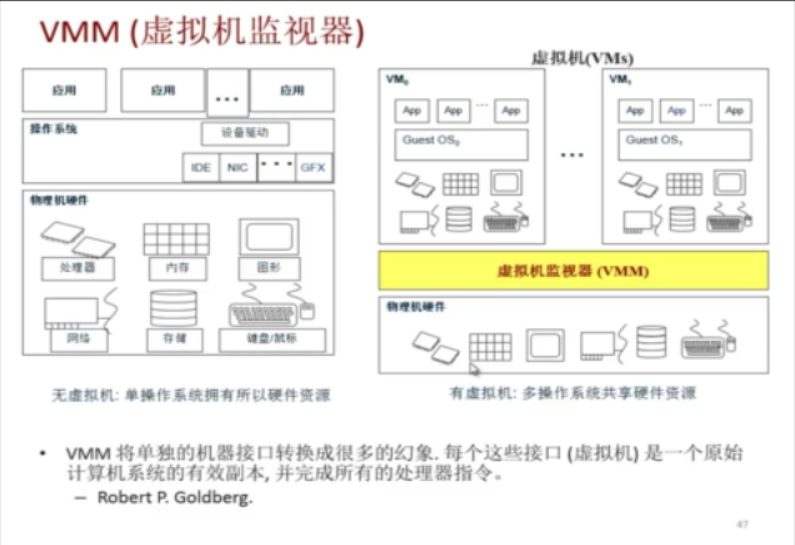 VMM (虚拟机监视器)
应用
应用
...
应用
操作系统
设备驱动
IDE
NIC
...
GFX
物理机硬件
处理器
内存
图形
网络
存储
键盘/鼠标
无虚拟机: 单操作系统拥有所以硬件资源
虚拟机(VMs)
VM₀
App
App
...
App
Guest OS₀
...
VM₁
App
App
...
App
Guest OS₁
虚拟机监视器 (VMM)
物理机硬件
有虚拟机: 多操作系统共享硬件资源
• VMM 将单独的机器接口转换成很多的幻象. 每个这些接口 (虚拟机) 是一个原始
计算机系统的有效副本, 并完成所有的处理器指令。
– Robert P. Goldberg.
47